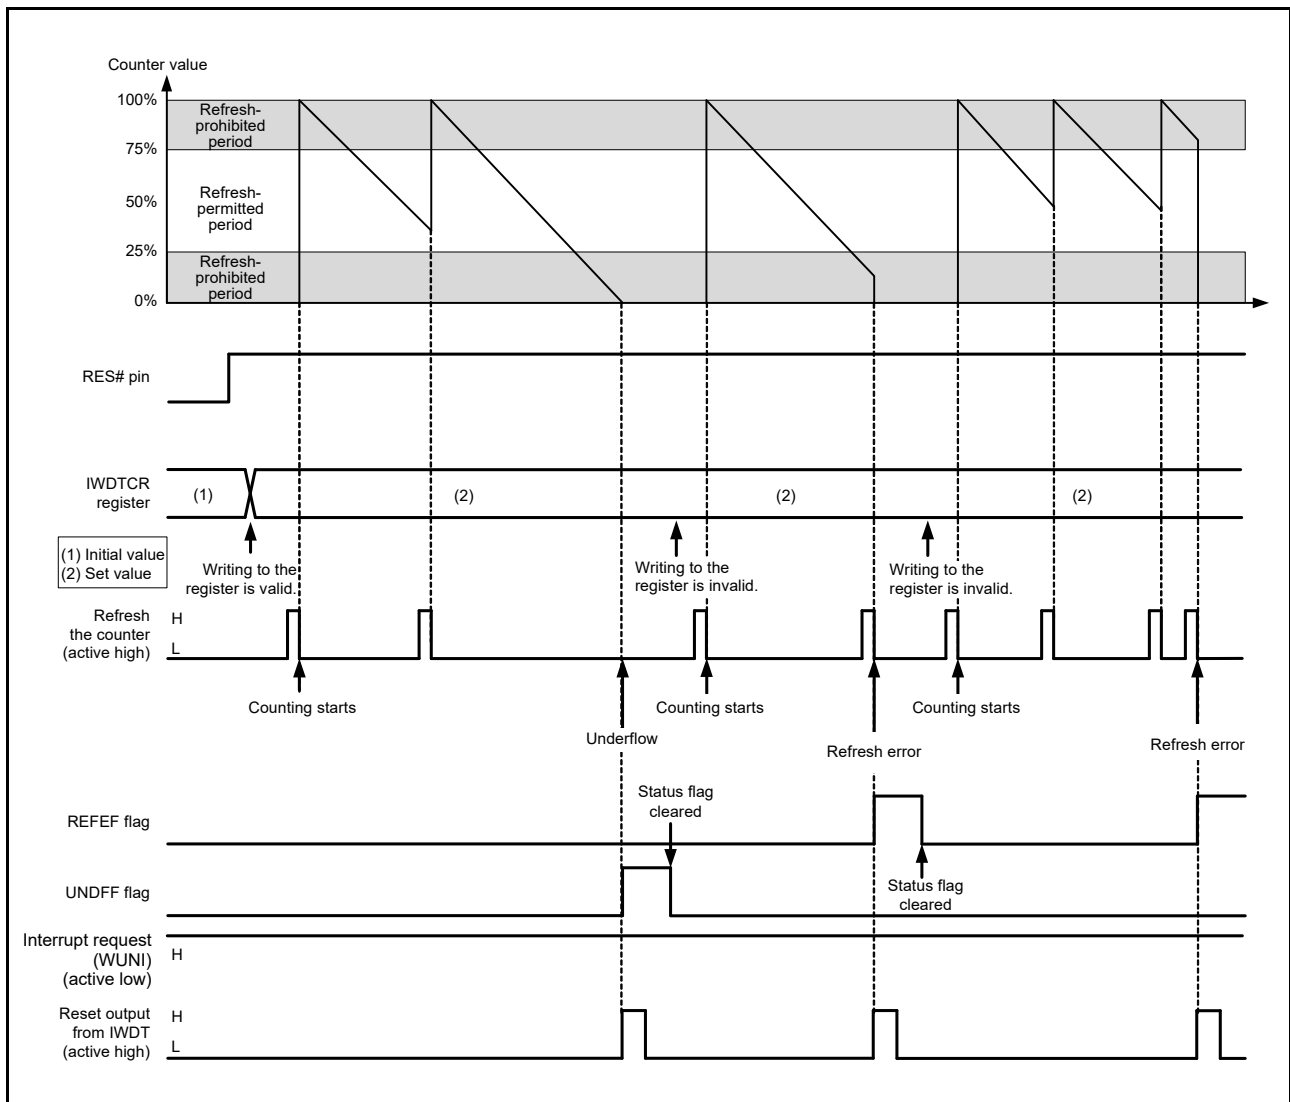 Counter value
100%
Refresh-
prohibited
period
75%
Refresh-
permitted
period
50%
25%
Refresh-
prohibited
period
0%
RES# pin
IWDTCR
register
(1)
(2)
(2)
(2)
(1) Initial value
(2) Set value
Writing to the
register is valid.
Writing to the
register is invalid.
Writing to the
register is invalid.
Refresh
the counter
(active high)
H
L
Counting starts
Counting starts
Counting starts
Underflow
Refresh error
Refresh error
Status flag
cleared
REFEF flag
Status flag
cleared
UNDFF flag
Interrupt request
(WUNI)
(active low)
H
Reset output
from IWDT
(active high)
H
L